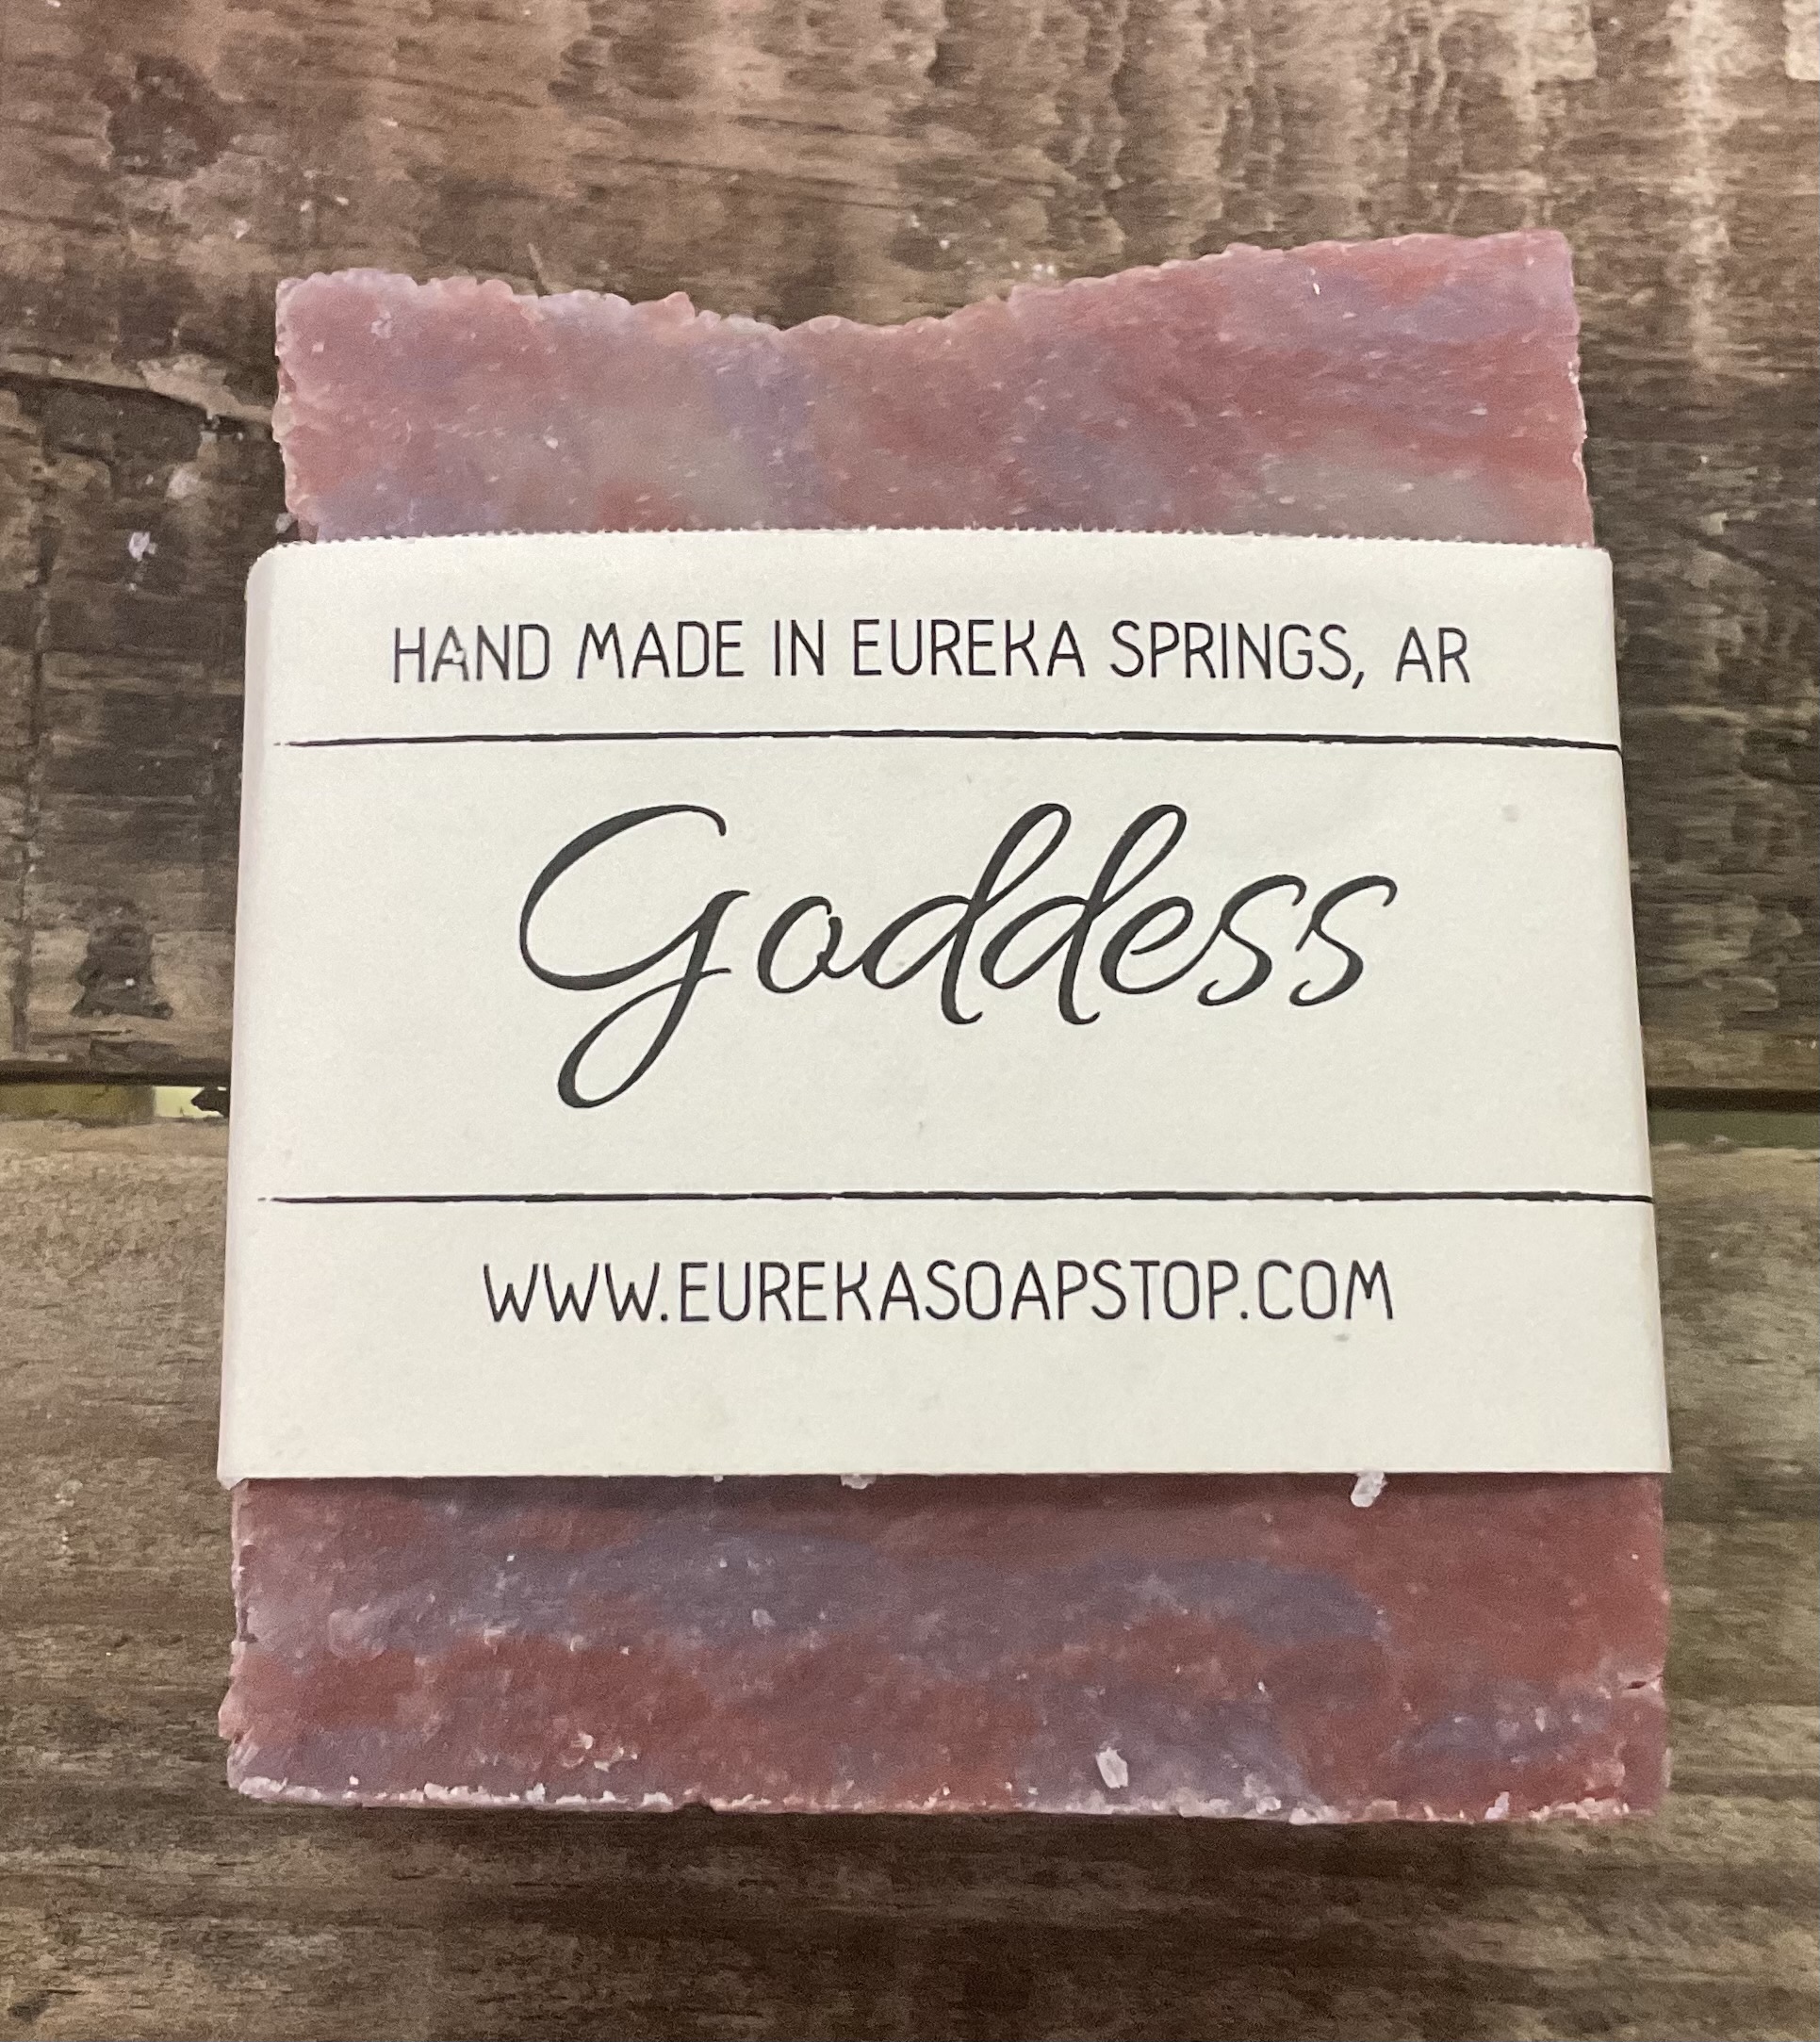 HAND MADE IN EUREKA SPRINGS, AR
Goddess
WWW.EUREKASOAPSTOP.COM